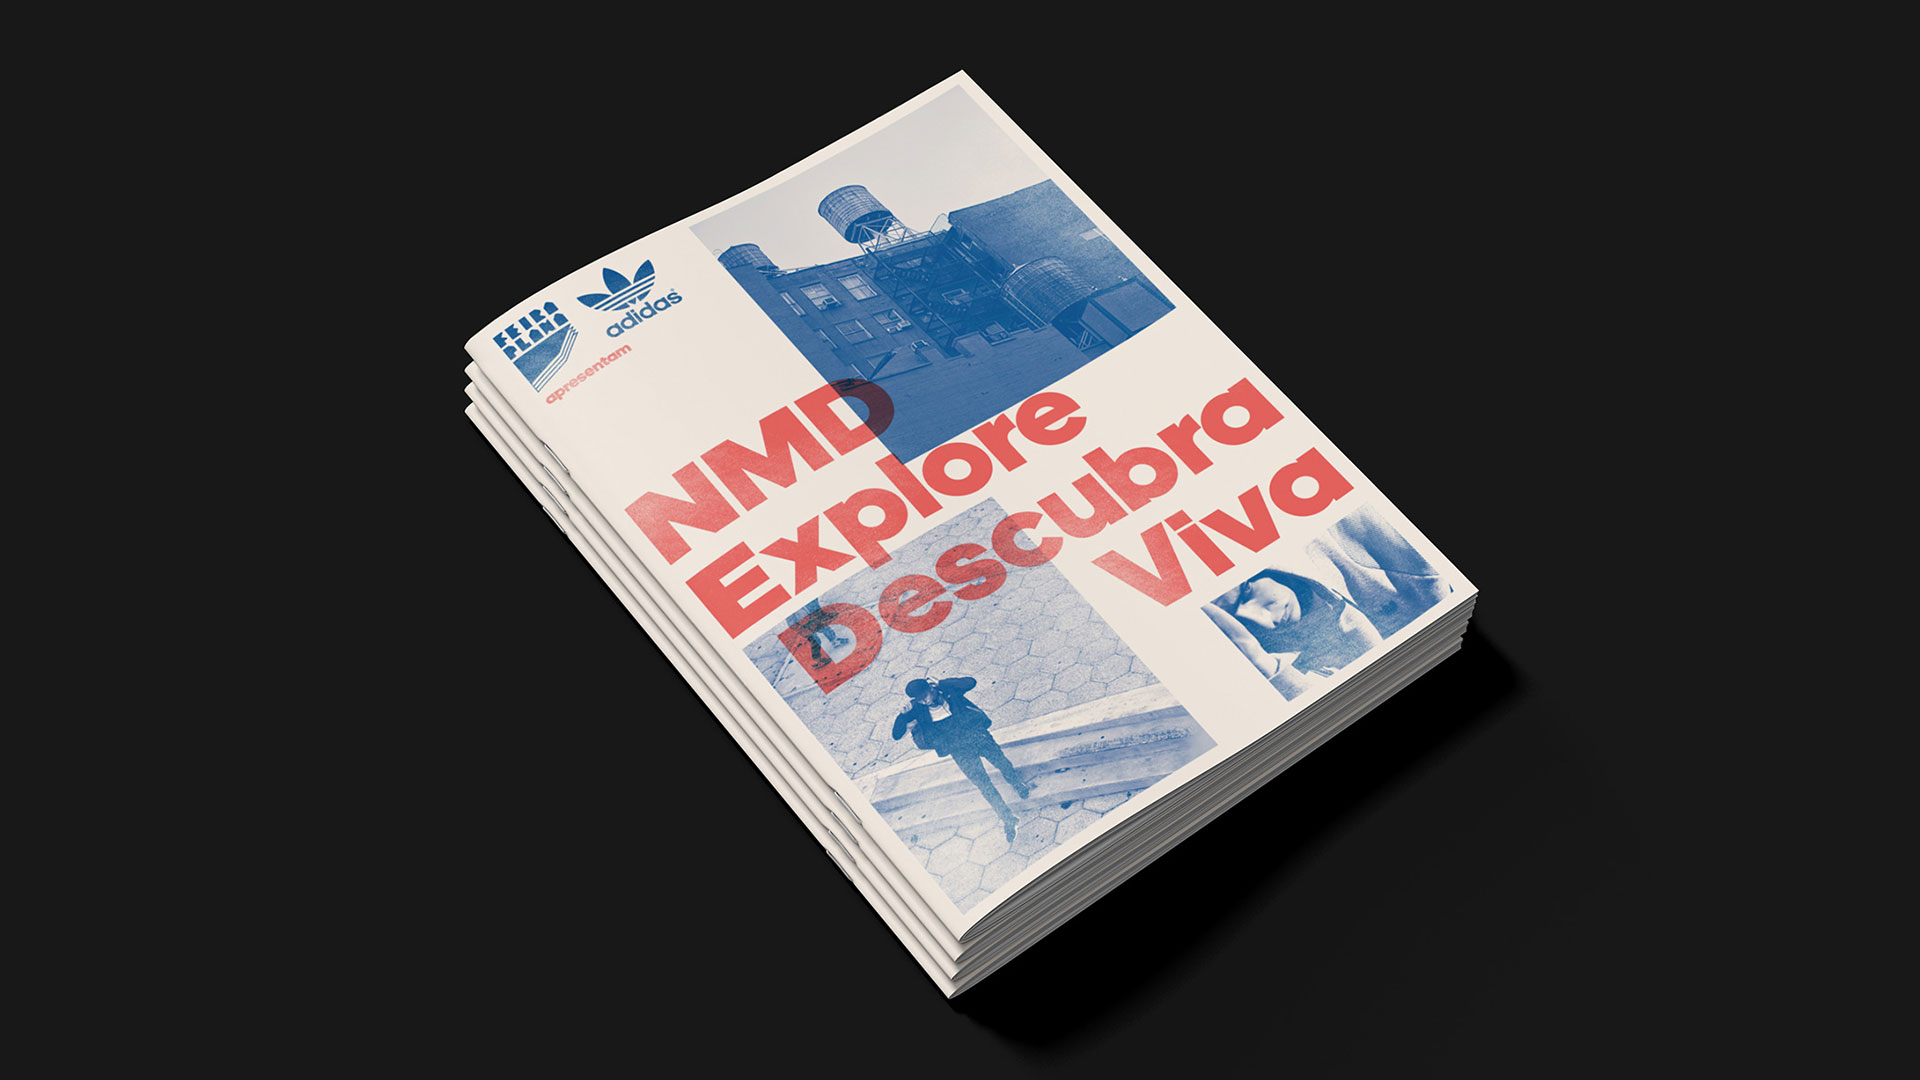 FEIRA
PLANA
adidas®
apresentam
NMD
Explore
Descubra
Viva